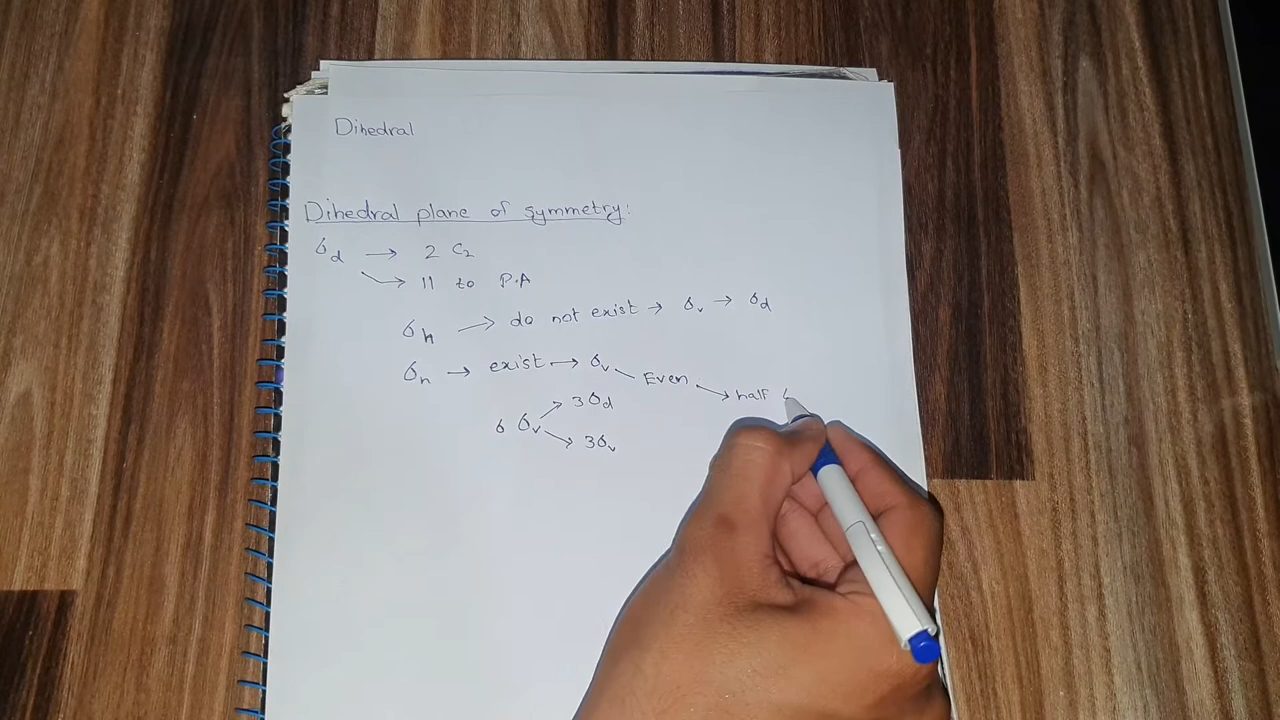 Dihedral
Dihedral plane of symmetry:
σd → 2 C2
↘ 11 to P.A
σh → do not exist → σv → σd
σh → exist → σv Even → half
3σd
6 σv
3σv